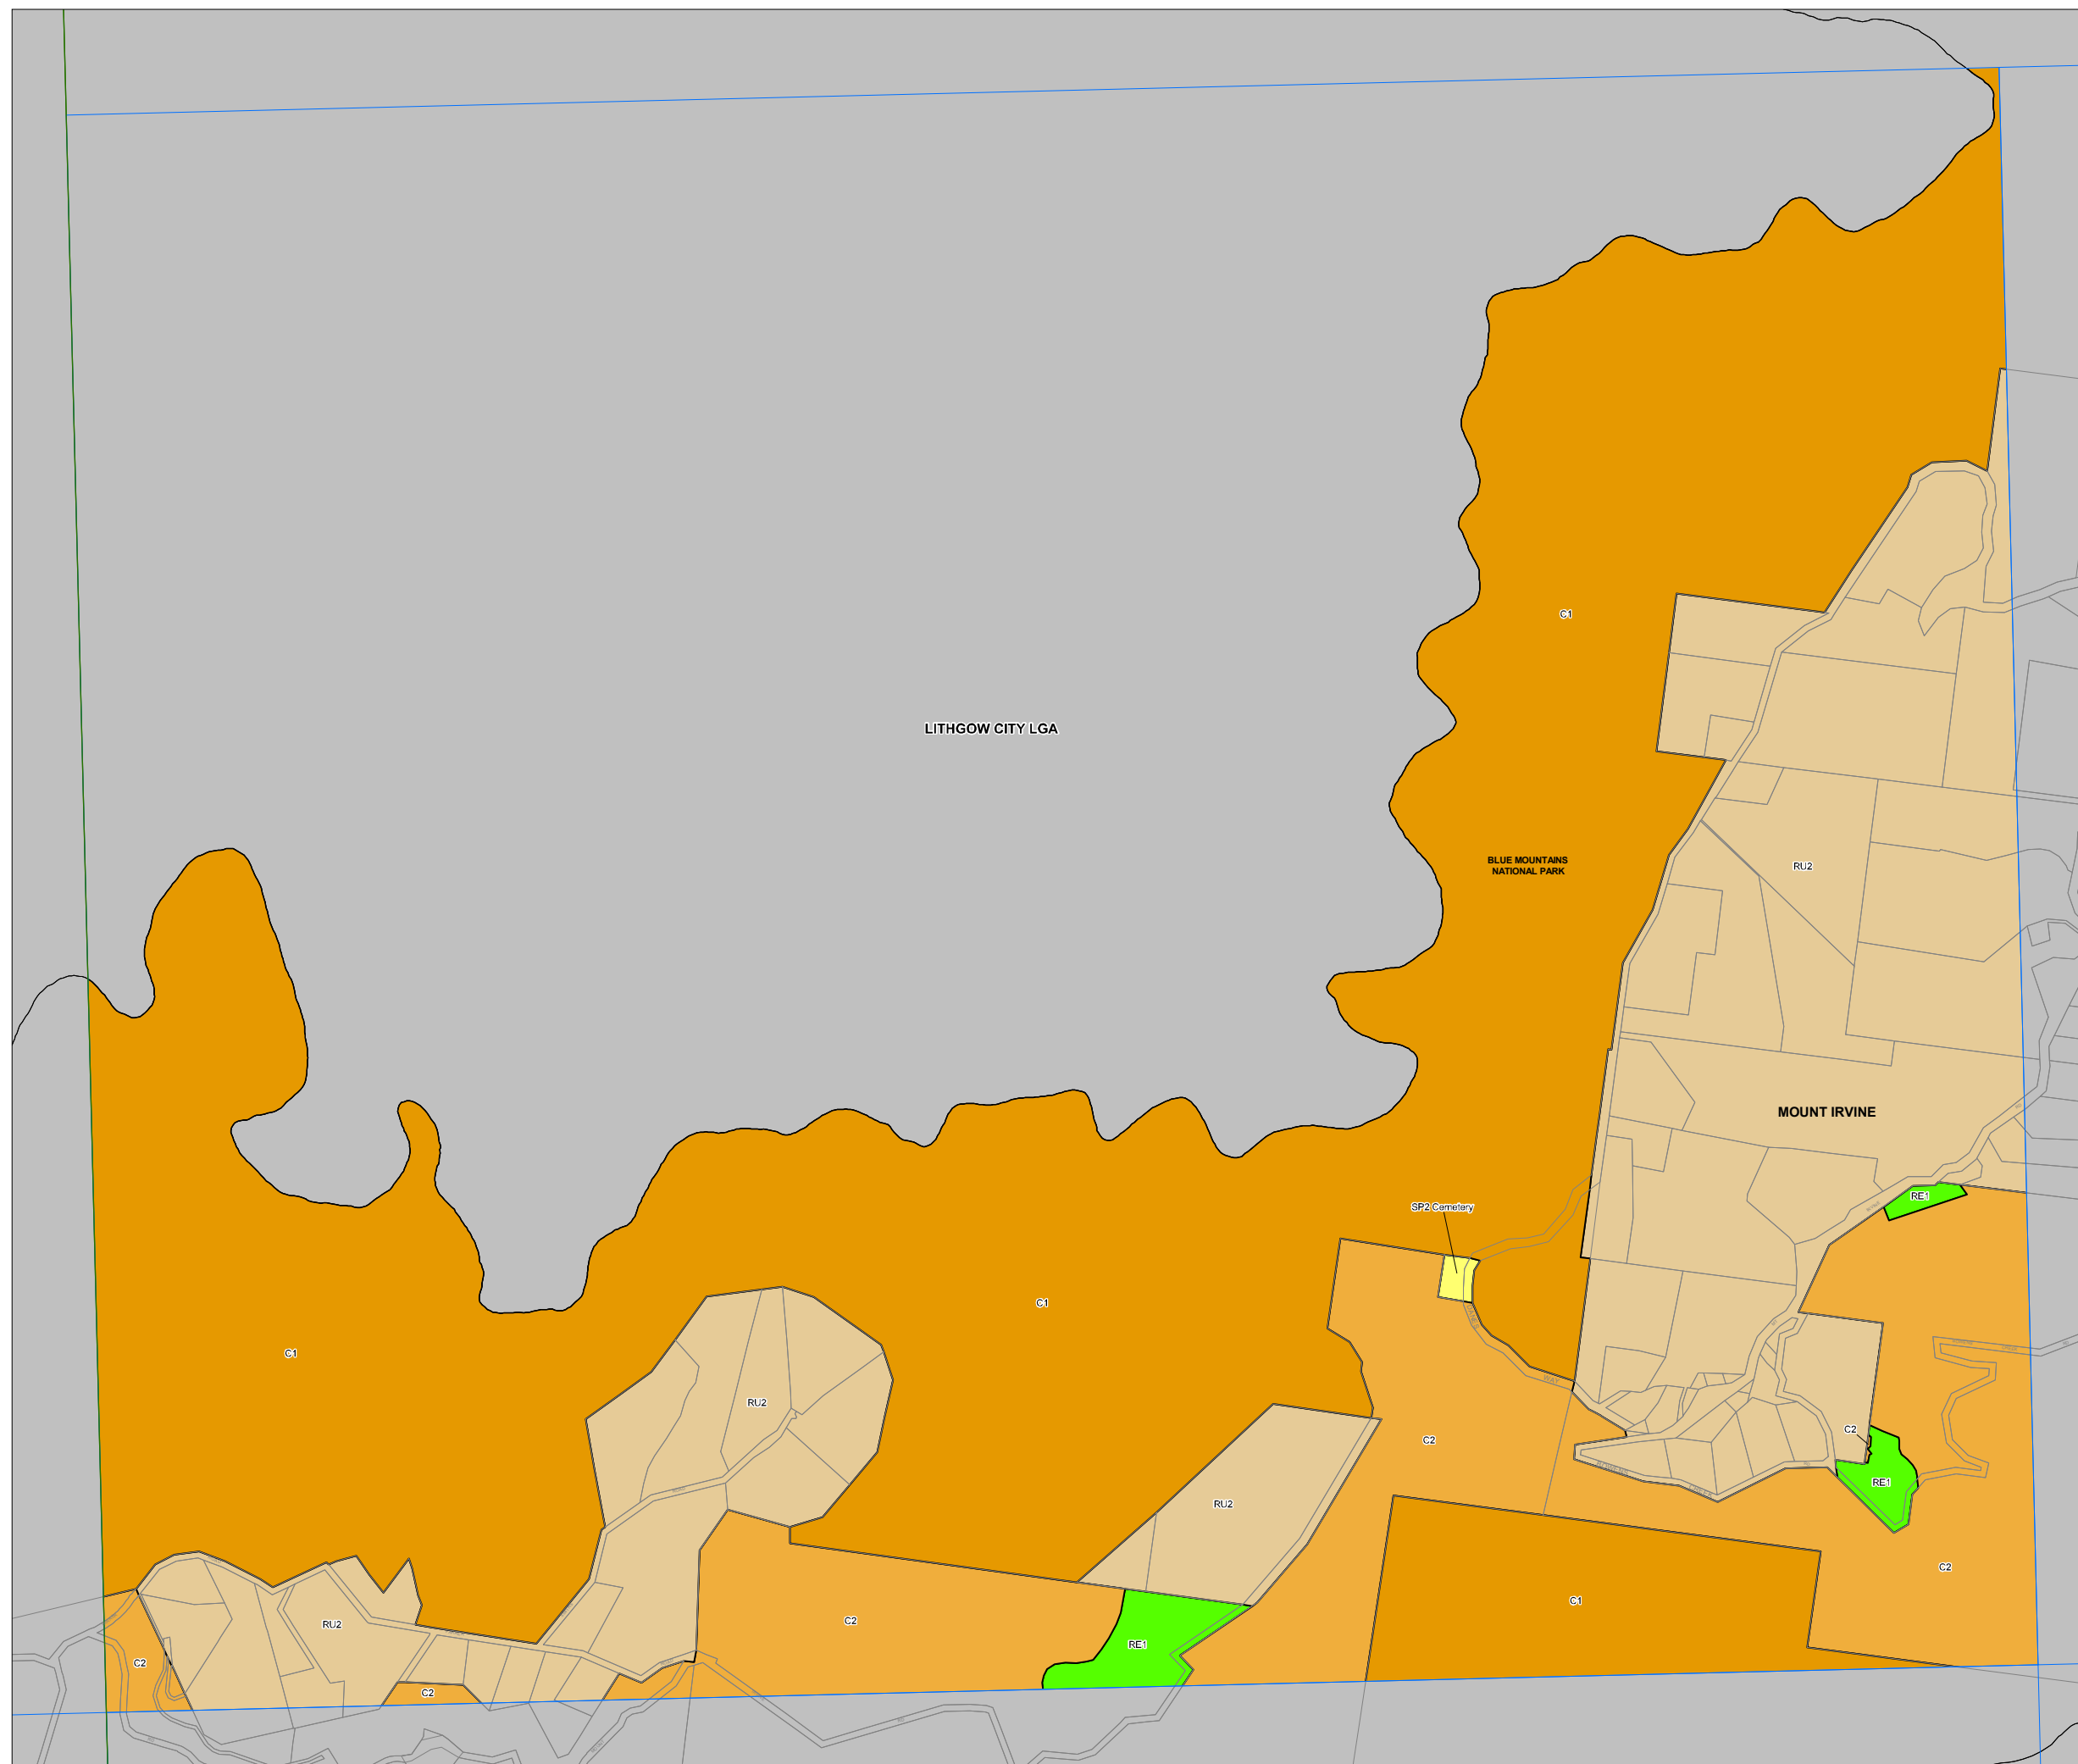 C1
LITHGOW CITY LGA
BLUE MOUNTAINS
NATIONAL PARK
RU2
MOUNT IRVINE
RE1
SP2 Cemetery
C1
C1
WAY
RU2
C2
C2
RE1
RU2
C2
C1
C2
RU2
RE1
C2
C2